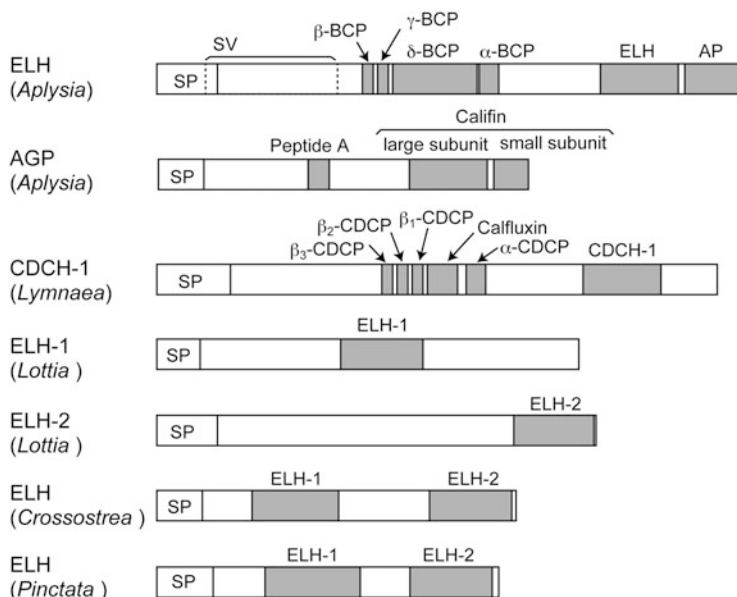 β-BCP γ-BCP
SV δ-BCP α-BCP ELH AP
ELH
(Aplysia)
SP
Califin
Peptide A large subunit small subunit
AGP
(Aplysia)
SP
β2-CDCP β1-CDCP Calfluxin
β3-CDCP α-CDCP CDCH-1
CDCH-1
(Lymnaea)
SP
ELH-1
ELH-1
(Lottia )
SP
ELH-2
ELH-2
(Lottia )
SP
ELH-1 ELH-2
ELH
(Crossostrea )
SP
ELH-1 ELH-2
ELH
(Pinctata )
SP